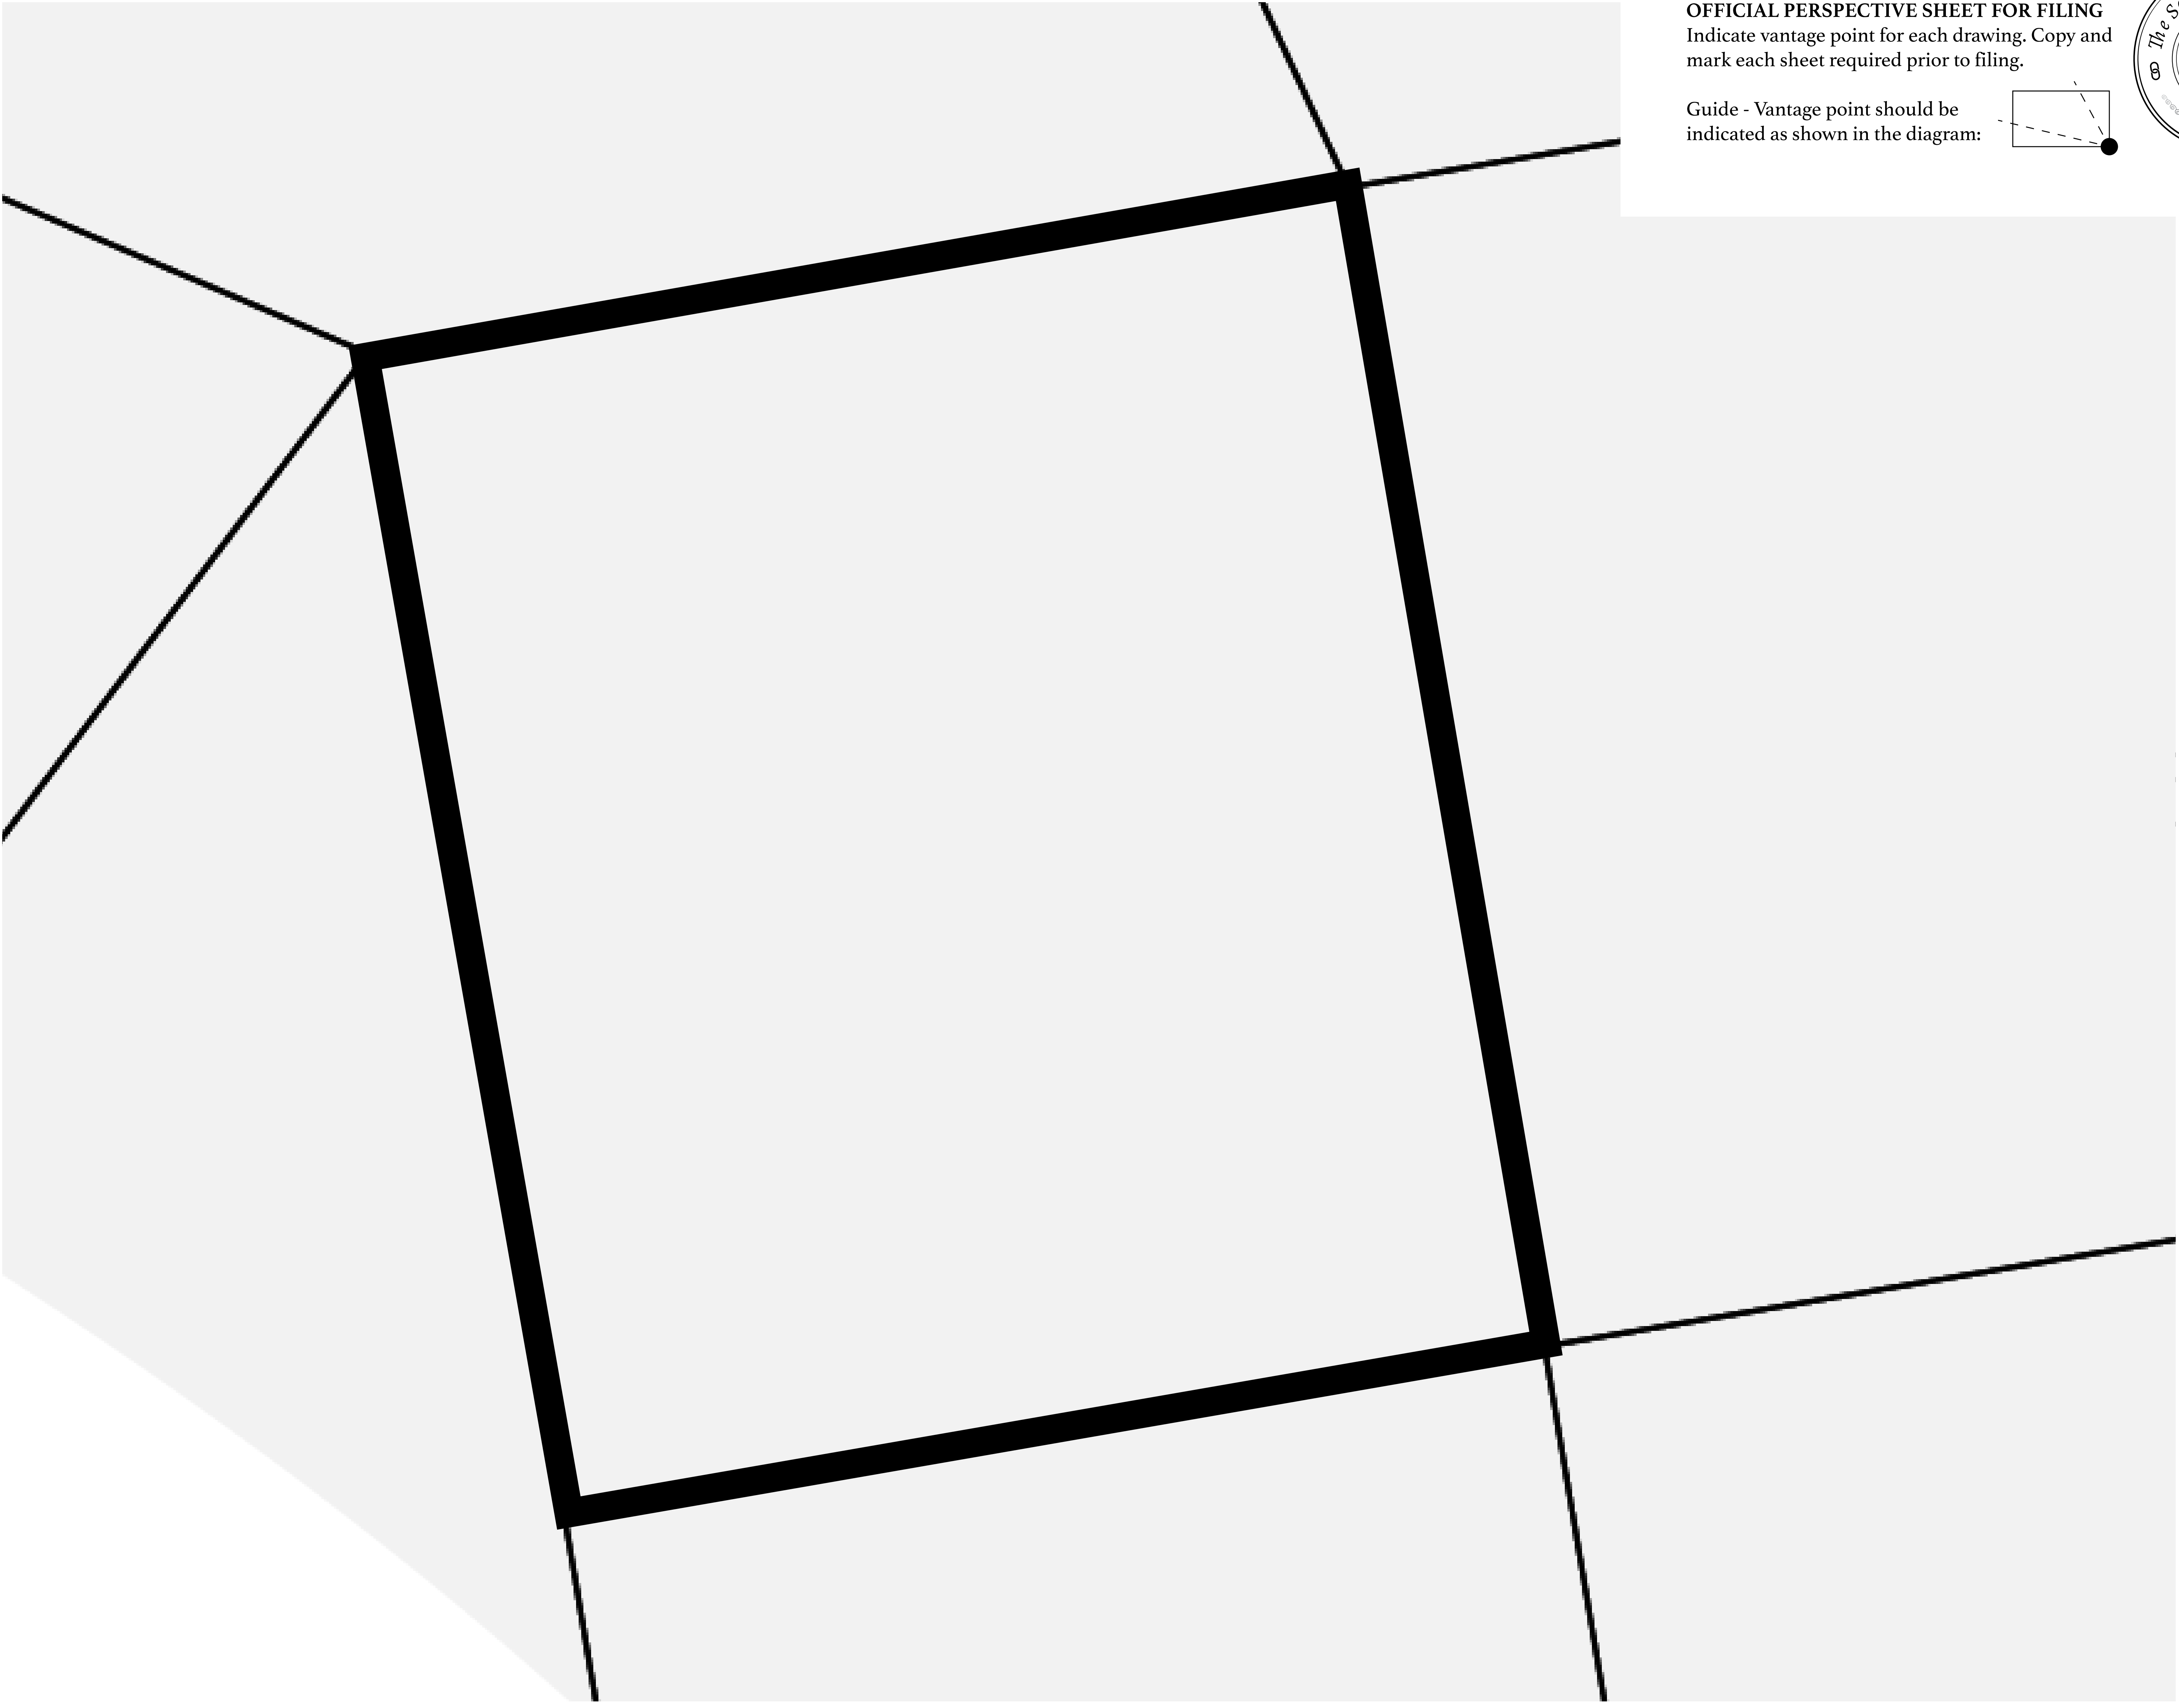 OFFICIAL PERSPECTIVE SHEET FOR FILING
Indicate vantage point for each drawing. Copy and
mark each sheet required prior to filing.
Guide - Vantage point should be
indicated as shown in the diagram:
The